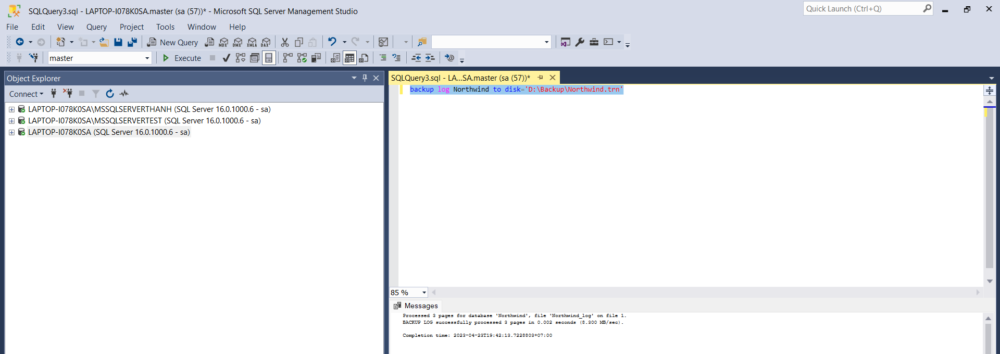 SQLQuery3.sql - LAPTOP-I078K0SA.master (sa (57))* - Microsoft SQL Server Management Studio
Quick Launch (Ctrl+Q)
File Edit View Query Project Tools Window Help
New Query MDX DMX XMLA DAX
master Execute
Object Explorer
Connect
LAPTOP-I078K0SA\MSSQLSERVERTHANH (SQL Server 16.0.1000.6 - sa)
LAPTOP-I078K0SA\MSSQLSERVERTEST (SQL Server 16.0.1000.6 - sa)
LAPTOP-I078K0SA (SQL Server 16.0.1000.6 - sa)
SQLQuery3.sql - LA...SA.master (sa (57))*
backup log Northwind to disk='D:\Backup\Northwind.trn'
85 %
Messages
Processed 3 pages for database 'Northwind', file 'Northwind_log' on file 1.
BACKUP LOG successfully processed 3 pages in 0.002 seconds (8.300 MB/sec).
Completion time: 2023-04-23T19:42:13.7228803+07:00